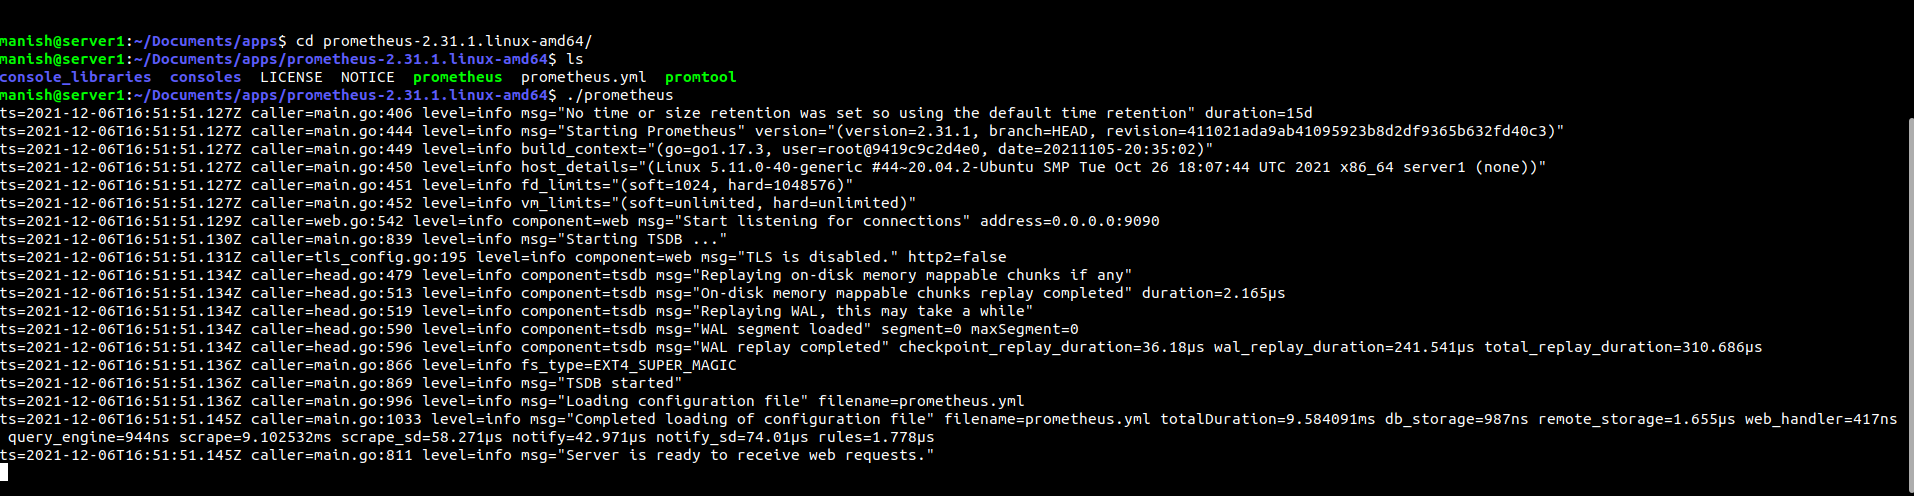 manish@server1:~/Documents/apps$ cd prometheus-2.31.1.linux-amd64/
manish@server1:~/Documents/apps/prometheus-2.31.1.linux-amd64$ ls
console_libraries  consoles  LICENSE  NOTICE  prometheus  prometheus.yml  promtool
manish@server1:~/Documents/apps/prometheus-2.31.1.linux-amd64$ ./prometheus
ts=2021-12-06T16:51:51.127Z caller=main.go:406 level=info msg="No time or size retention was set so using the default time retention" duration=15d
ts=2021-12-06T16:51:51.127Z caller=main.go:444 level=info msg="Starting Prometheus" version="(version=2.31.1, branch=HEAD, revision=411021ada9ab41095923b8d2df9365b632fd40c3)"
ts=2021-12-06T16:51:51.127Z caller=main.go:449 level=info build_context="(go=go1.17.3, user=root@9419c9c2d4e0, date=20211105-20:35:02)"
ts=2021-12-06T16:51:51.127Z caller=main.go:450 level=info host_details="(Linux 5.11.0-40-generic #44~20.04.2-Ubuntu SMP Tue Oct 26 18:07:44 UTC 2021 x86_64 server1 (none))"
ts=2021-12-06T16:51:51.127Z caller=main.go:451 level=info fd_limits="(soft=1024, hard=1048576)"
ts=2021-12-06T16:51:51.127Z caller=main.go:452 level=info vm_limits="(soft=unlimited, hard=unlimited)"
ts=2021-12-06T16:51:51.129Z caller=web.go:542 level=info component=web msg="Start listening for connections" address=0.0.0.0:9090
ts=2021-12-06T16:51:51.130Z caller=main.go:839 level=info msg="Starting TSDB ..."
ts=2021-12-06T16:51:51.131Z caller=tls_config.go:195 level=info component=web msg="TLS is disabled." http2=false
ts=2021-12-06T16:51:51.134Z caller=head.go:479 level=info component=tsdb msg="Replaying on-disk memory mappable chunks if any"
ts=2021-12-06T16:51:51.134Z caller=head.go:513 level=info component=tsdb msg="On-disk memory mappable chunks replay completed" duration=2.165µs
ts=2021-12-06T16:51:51.134Z caller=head.go:519 level=info component=tsdb msg="Replaying WAL, this may take a while"
ts=2021-12-06T16:51:51.134Z caller=head.go:590 level=info component=tsdb msg="WAL segment loaded" segment=0 maxSegment=0
ts=2021-12-06T16:51:51.134Z caller=head.go:596 level=info component=tsdb msg="WAL replay completed" checkpoint_replay_duration=36.18µs wal_replay_duration=241.541µs total_replay_duration=310.686µs
ts=2021-12-06T16:51:51.136Z caller=main.go:866 level=info fs_type=EXT4_SUPER_MAGIC
ts=2021-12-06T16:51:51.136Z caller=main.go:869 level=info msg="TSDB started"
ts=2021-12-06T16:51:51.136Z caller=main.go:996 level=info msg="Loading configuration file" filename=prometheus.yml
ts=2021-12-06T16:51:51.145Z caller=main.go:1033 level=info msg="Completed loading of configuration file" filename=prometheus.yml totalDuration=9.584091ms db_storage=987ns remote_storage=1.655µs web_handler=417ns
query_engine=944ns scrape=9.102532ms scrape_sd=58.271µs notify=42.971µs notify_sd=74.01µs rules=1.778µs
ts=2021-12-06T16:51:51.145Z caller=main.go:811 level=info msg="Server is ready to receive web requests."